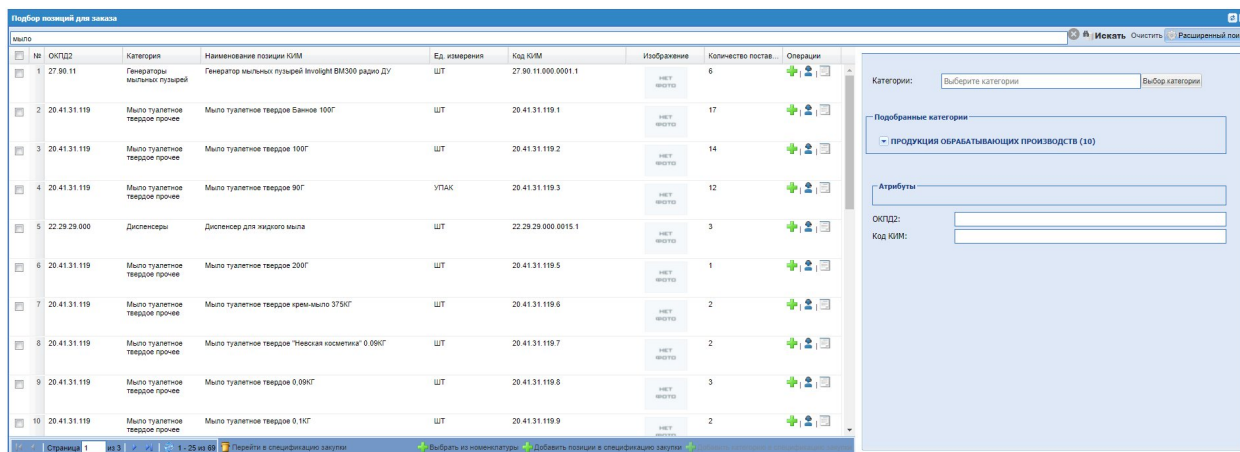 Подбор позиций для заказа
мыло
Искать Очистить Расширенный пои
№ ОКПД2 Категория Наименование позиции КИМ Ед. измерения Код КИМ Изображение Количество постав... Операции
1 27.90.11 Генераторы мыльных пузырей Генератор мыльных пузырей Involight BM300 радио ДУ ШТ 27.90.11.000.0001.1 НЕТ ФОТО 6
2 20.41.31.119 Мыло туалетное твердое прочее Мыло туалетное твердое Банное 100Г ШТ 20.41.31.119.1 НЕТ ФОТО 17
3 20.41.31.119 Мыло туалетное твердое прочее Мыло туалетное твердое 100Г ШТ 20.41.31.119.2 НЕТ ФОТО 14
4 20.41.31.119 Мыло туалетное твердое прочее Мыло туалетное твердое 90Г УПАК 20.41.31.119.3 НЕТ ФОТО 12
5 22.29.29.000 Диспенсеры Диспенсер для жидкого мыла ШТ 22.29.29.000.0015.1 НЕТ ФОТО 3
6 20.41.31.119 Мыло туалетное твердое прочее Мыло туалетное твердое 200Г ШТ 20.41.31.119.5 НЕТ ФОТО 1
7 20.41.31.119 Мыло туалетное твердое прочее Мыло туалетное твердое крем-мыло 375КГ ШТ 20.41.31.119.6 НЕТ ФОТО 2
8 20.41.31.119 Мыло туалетное твердое прочее Мыло туалетное твердое "Невская косметика" 0.09КГ ШТ 20.41.31.119.7 НЕТ ФОТО 2
9 20.41.31.119 Мыло туалетное твердое прочее Мыло туалетное твердое 0,09КГ ШТ 20.41.31.119.8 НЕТ ФОТО 3
10 20.41.31.119 Мыло туалетное твердое прочее Мыло туалетное твердое 0,1КГ ШТ 20.41.31.119.9 НЕТ ФОТО 2
Страница 1 из 3 1 - 25 из 69 Перейти в спецификацию закупки Выбрать из номенклатуры Добавить позиции в спецификацию закупки
Категории: Выберите категории Выбор категории
Подобранные категории
ПРОДУКЦИЯ ОБРАБАТЫВАЮЩИХ ПРОИЗВОДСТВ (10)
Атрибуты
ОКПД2:
Код КИМ: